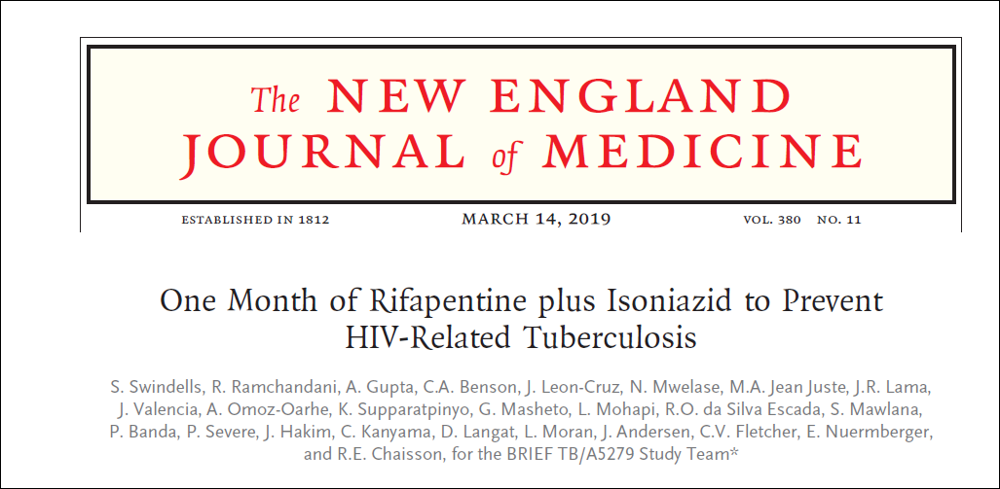 The NEW ENGLAND
JOURNAL of MEDICINE
ESTABLISHED IN 1812 MARCH 14, 2019 VOL. 380 NO. 11
One Month of Rifapentine plus Isoniazid to Prevent
HIV-Related Tuberculosis
S. Swindells, R. Ramchandani, A. Gupta, C.A. Benson, J. Leon-Cruz, N. Mwelase, M.A. Jean Juste, J.R. Lama,
J. Valencia, A. Omoz-Oarhe, K. Supparatpinyo, G. Masheto, L. Mohapi, R.O. da Silva Escada, S. Mawlana,
P. Banda, P. Severe, J. Hakim, C. Kanyama, D. Langat, L. Moran, J. Andersen, C.V. Fletcher, E. Nuermberger,
and R.E. Chaisson, for the BRIEF TB/A5279 Study Team*